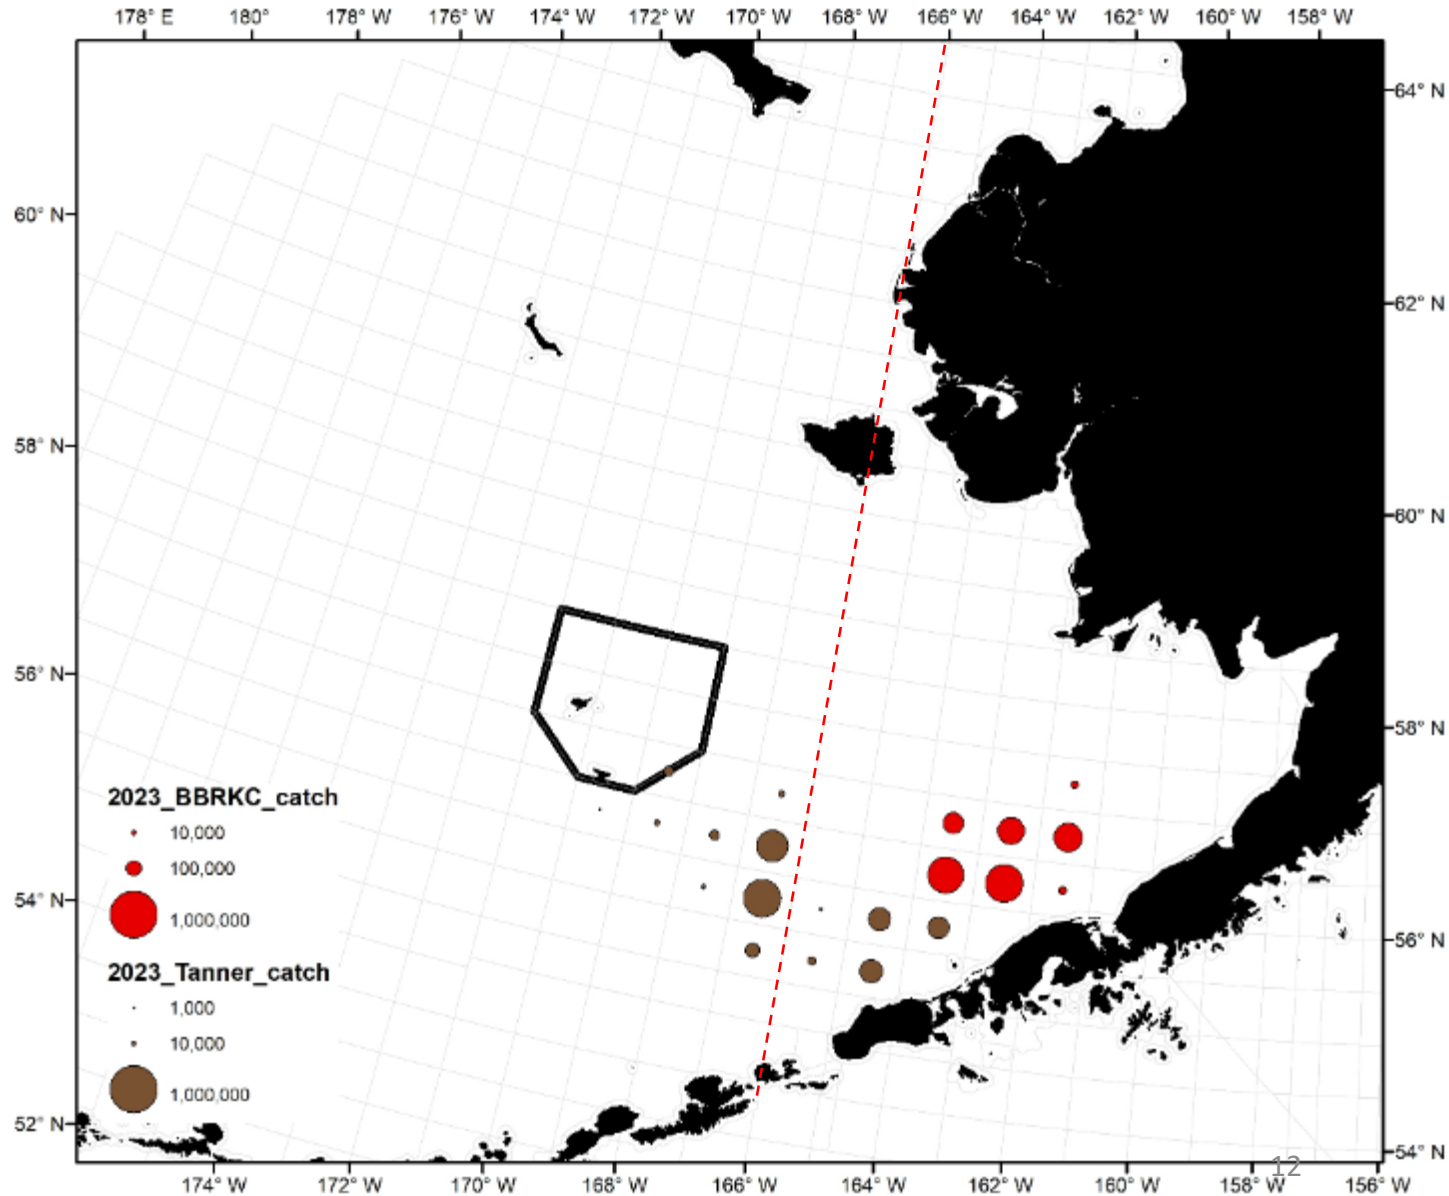 178° E 180° 178° W 176° W 174° W 172° W 170° W 168° W 166° W 164° W 162° W 160° W 158° W
64° N
60° N
62° N
58° N
60° N
56° N
58° N
2023_BBRKC_catch
10,000
100,000
54° N
1,000,000
56° N
2023_Tanner_catch
1,000
10,000
1,000,000
52° N
54° N
12
174° W 172° W 170° W 168° W 166° W 164° W 162° W 160° W 158° W 156° W